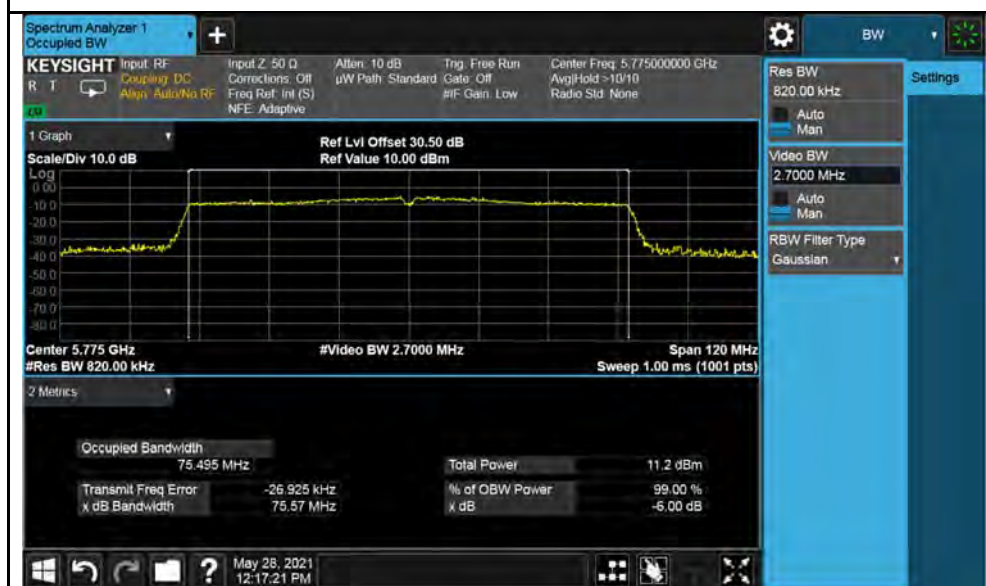 Spectrum Analyzer 1
Occupied BW
+
BW
KEYSIGHT
R T
Input: RF
Coupling: DC
Align: Auto/No RF
Input Z: 50 Ω
Corrections: Off
Freq Ref: Int (S)
NFE: Adaptive
Atten: 10 dB
µW Path: Standard
Trig: Free Run
Gate: Off
#IF Gain: Low
Center Freq: 5.775000000 GHz
Avg|Hold:>10/10
Radio Std: None
Res BW
820.00 kHz
Auto
Man
Settings
1 Graph
Scale/Div 10.0 dB
Ref Lvl Offset 30.50 dB
Ref Value 10.00 dBm
Video BW
2.7000 MHz
Auto
Man
RBW Filter Type
Gaussian
Log
0.00
-10.0
-20.0
-30.0
-40.0
-50.0
-60.0
-70.0
-80.0
Center 5.775 GHz
#Res BW 820.00 kHz
#Video BW 2.7000 MHz
Span 120 MHz
Sweep 1.00 ms (1001 pts)
2 Metrics
Occupied Bandwidth
75.495 MHz
Transmit Freq Error -26.925 kHz
x dB Bandwidth 75.57 MHz
Total Power 11.2 dBm
% of OBW Power 99.00 %
x dB -6.00 dB
?
May 28, 2021
12:17:21 PM